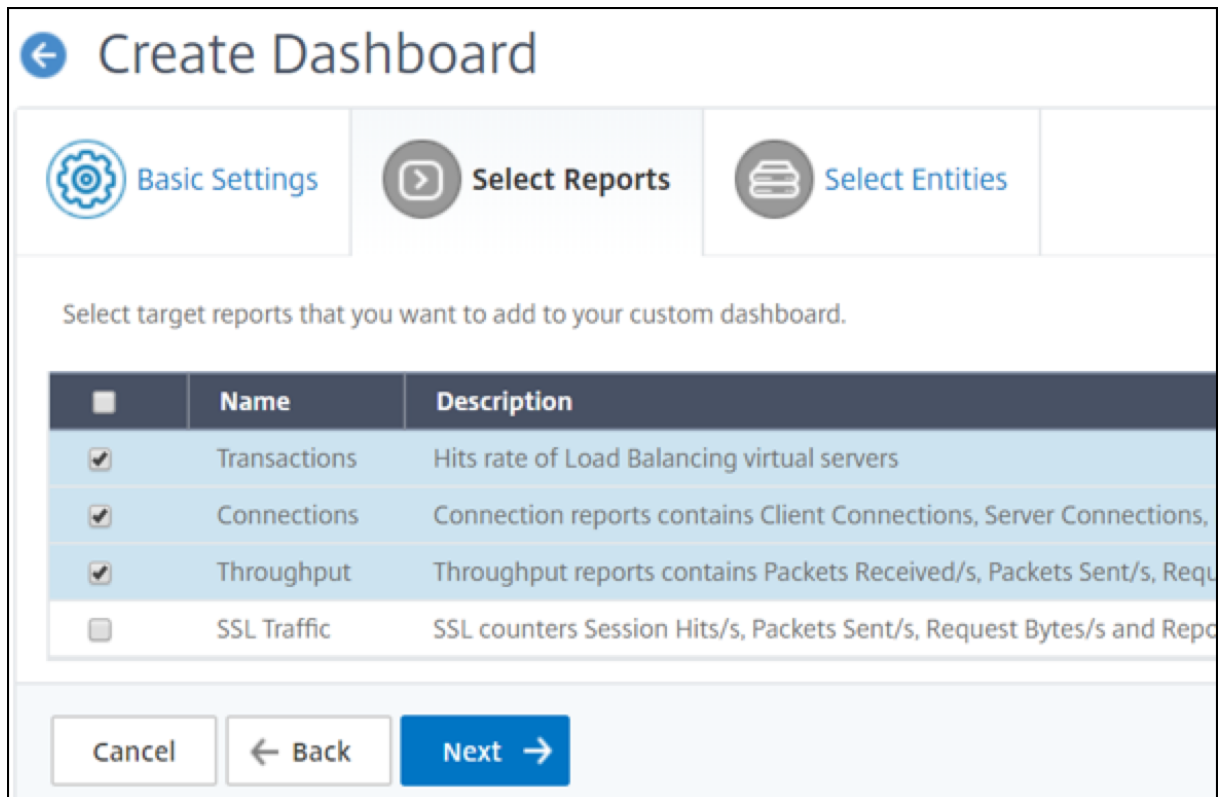 Create Dashboard
Basic Settings
Select Reports
Select Entities
Select target reports that you want to add to your custom dashboard.
Name Description
Transactions Hits rate of Load Balancing virtual servers
Connections Connection reports contains Client Connections, Server Connections,
Throughput Throughput reports contains Packets Received/s, Packets Sent/s, Requ
SSL Traffic SSL counters Session Hits/s, Packets Sent/s, Request Bytes/s and Repo
Cancel Back Next